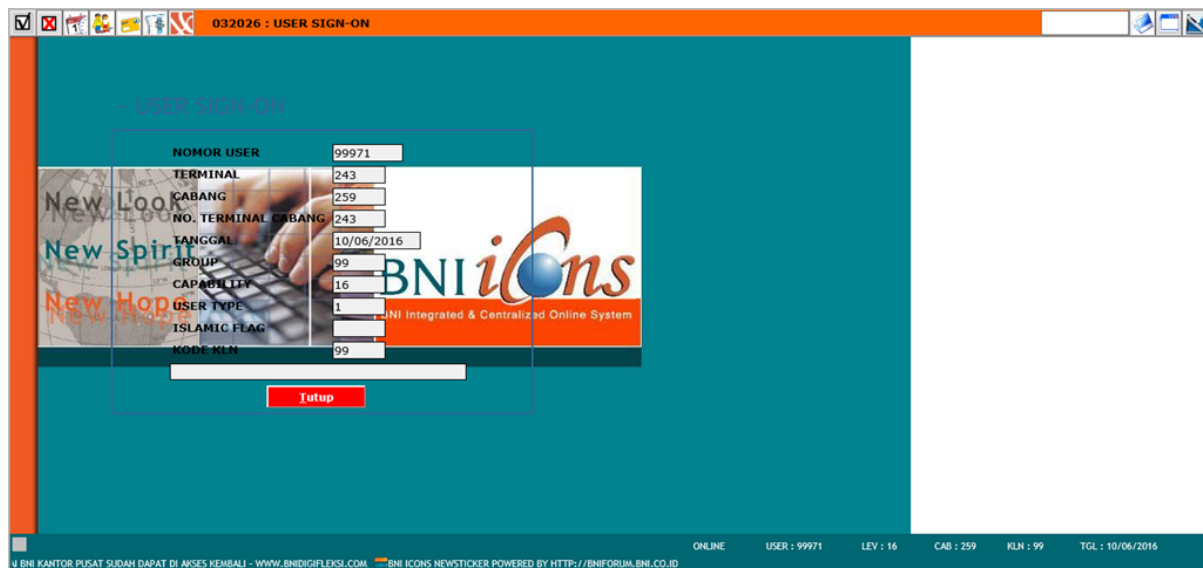 032026 : USER SIGN-ON
- USER SIGN-ON
NOMOR USER 99971
TERMINAL 243
CABANG 259
NO. TERMINAL CABANG 243
TANGGAL 10/06/2016
GROUP 99
CAPABILITY 16
USER TYPE 1
ISLAMIC FLAG
KODE KLN 99
Tutup
New Look
New Spirit
New Hope
BNI icons
BNI Integrated & Centralized Online System
ONLINE USER : 99971 LEV : 16 CAB : 259 KLN : 99 TGL : 10/06/2016
BNI KANTOR PUSAT SUDAH DAPAT DI AKSES KEMBALI - WWW.BNIDIGIFLEKSI.COM BNI ICONS NEWSTICKER POWERED BY HTTP://BNIFORUM.BNI.CO.ID